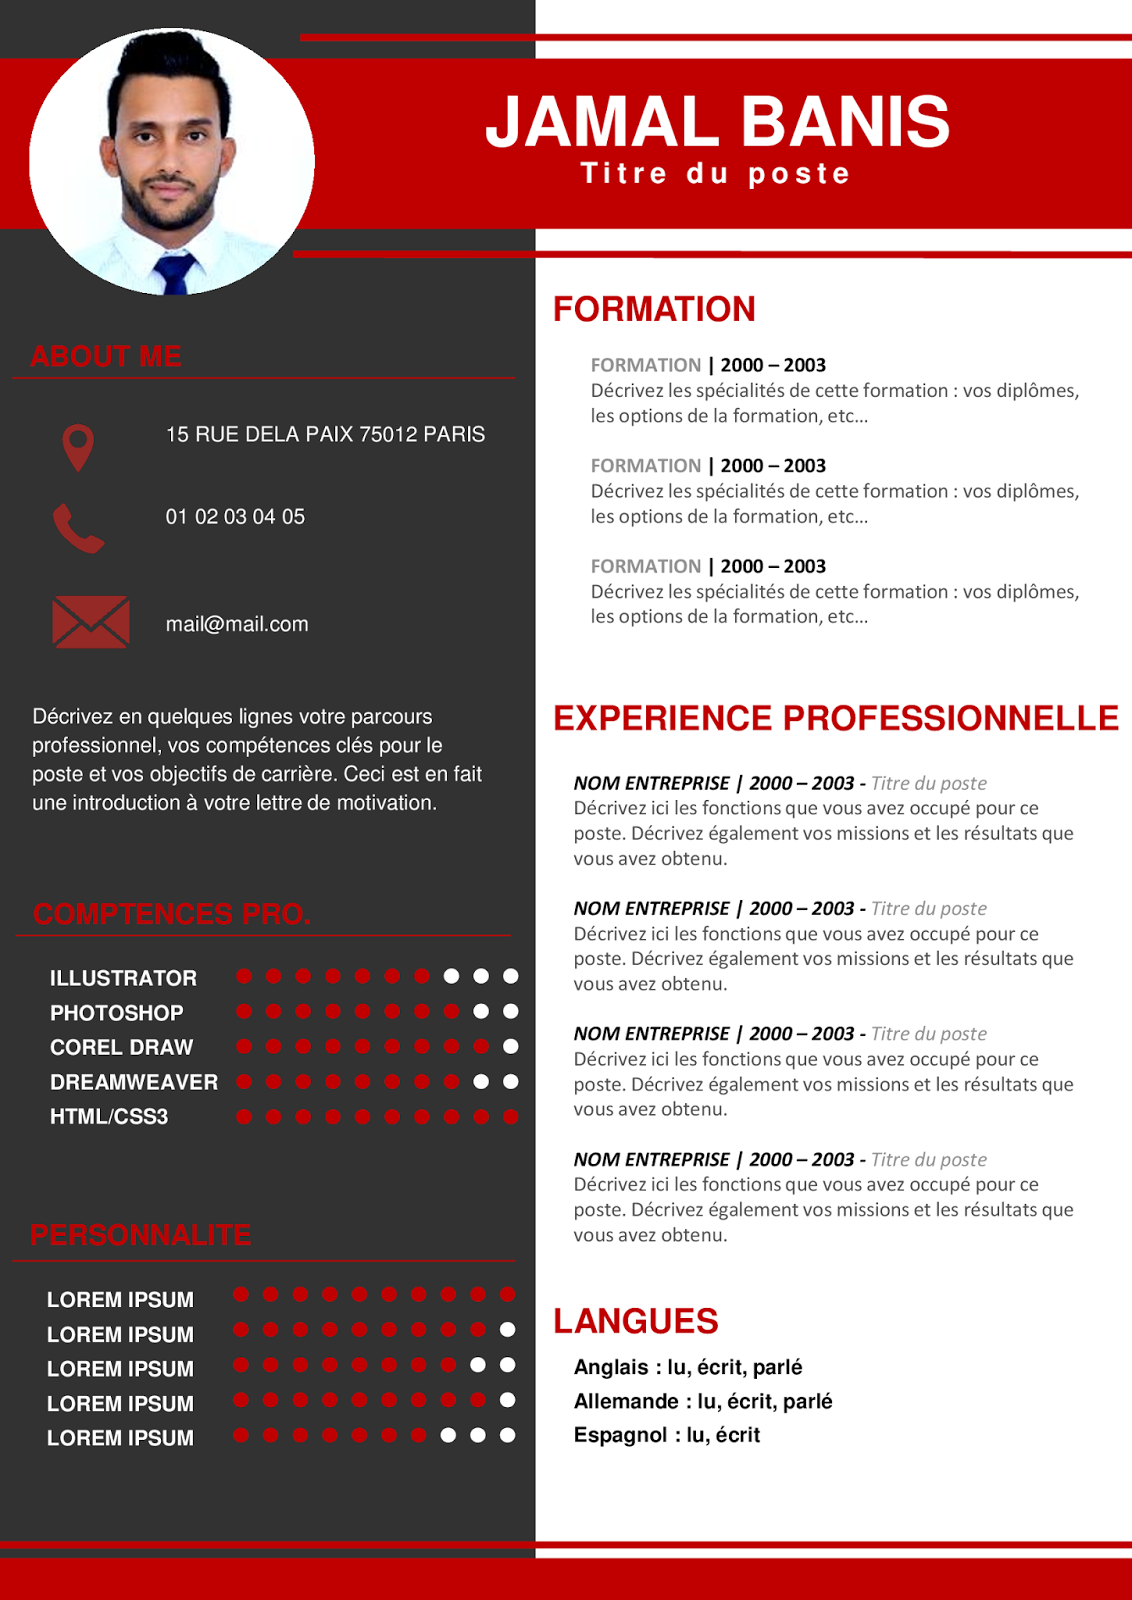 JAMAL BANIS
Titre du poste
ABOUT ME
15 RUE DELA PAIX 75012 PARIS
01 02 03 04 05
mail@mail.com
Décrivez en quelques lignes votre parcours
professionnel, vos compétences clés pour le
poste et vos objectifs de carrière. Ceci est en fait
une introduction à votre lettre de motivation.
COMPTENCES PRO.
ILLUSTRATOR
PHOTOSHOP
COREL DRAW
DREAMWEAVER
HTML/CSS3
PERSONNALITE
LOREM IPSUM
LOREM IPSUM
LOREM IPSUM
LOREM IPSUM
LOREM IPSUM
FORMATION
FORMATION | 2000 – 2003
Décrivez les spécialités de cette formation : vos diplômes,
les options de la formation, etc...
FORMATION | 2000 – 2003
Décrivez les spécialités de cette formation : vos diplômes,
les options de la formation, etc...
FORMATION | 2000 – 2003
Décrivez les spécialités de cette formation : vos diplômes,
les options de la formation, etc...
EXPERIENCE PROFESSIONNELLE
NOM ENTREPRISE | 2000 – 2003 - Titre du poste
Décrivez ici les fonctions que vous avez occupé pour ce
poste. Décrivez également vos missions et les résultats que
vous avez obtenu.
NOM ENTREPRISE | 2000 – 2003 - Titre du poste
Décrivez ici les fonctions que vous avez occupé pour ce
poste. Décrivez également vos missions et les résultats que
vous avez obtenu.
NOM ENTREPRISE | 2000 – 2003 - Titre du poste
Décrivez ici les fonctions que vous avez occupé pour ce
poste. Décrivez également vos missions et les résultats que
vous avez obtenu.
NOM ENTREPRISE | 2000 – 2003 - Titre du poste
Décrivez ici les fonctions que vous avez occupé pour ce
poste. Décrivez également vos missions et les résultats que
vous avez obtenu.
LANGUES
Anglais : lu, écrit, parlé
Allemande : lu, écrit, parlé
Espagnol : lu, écrit